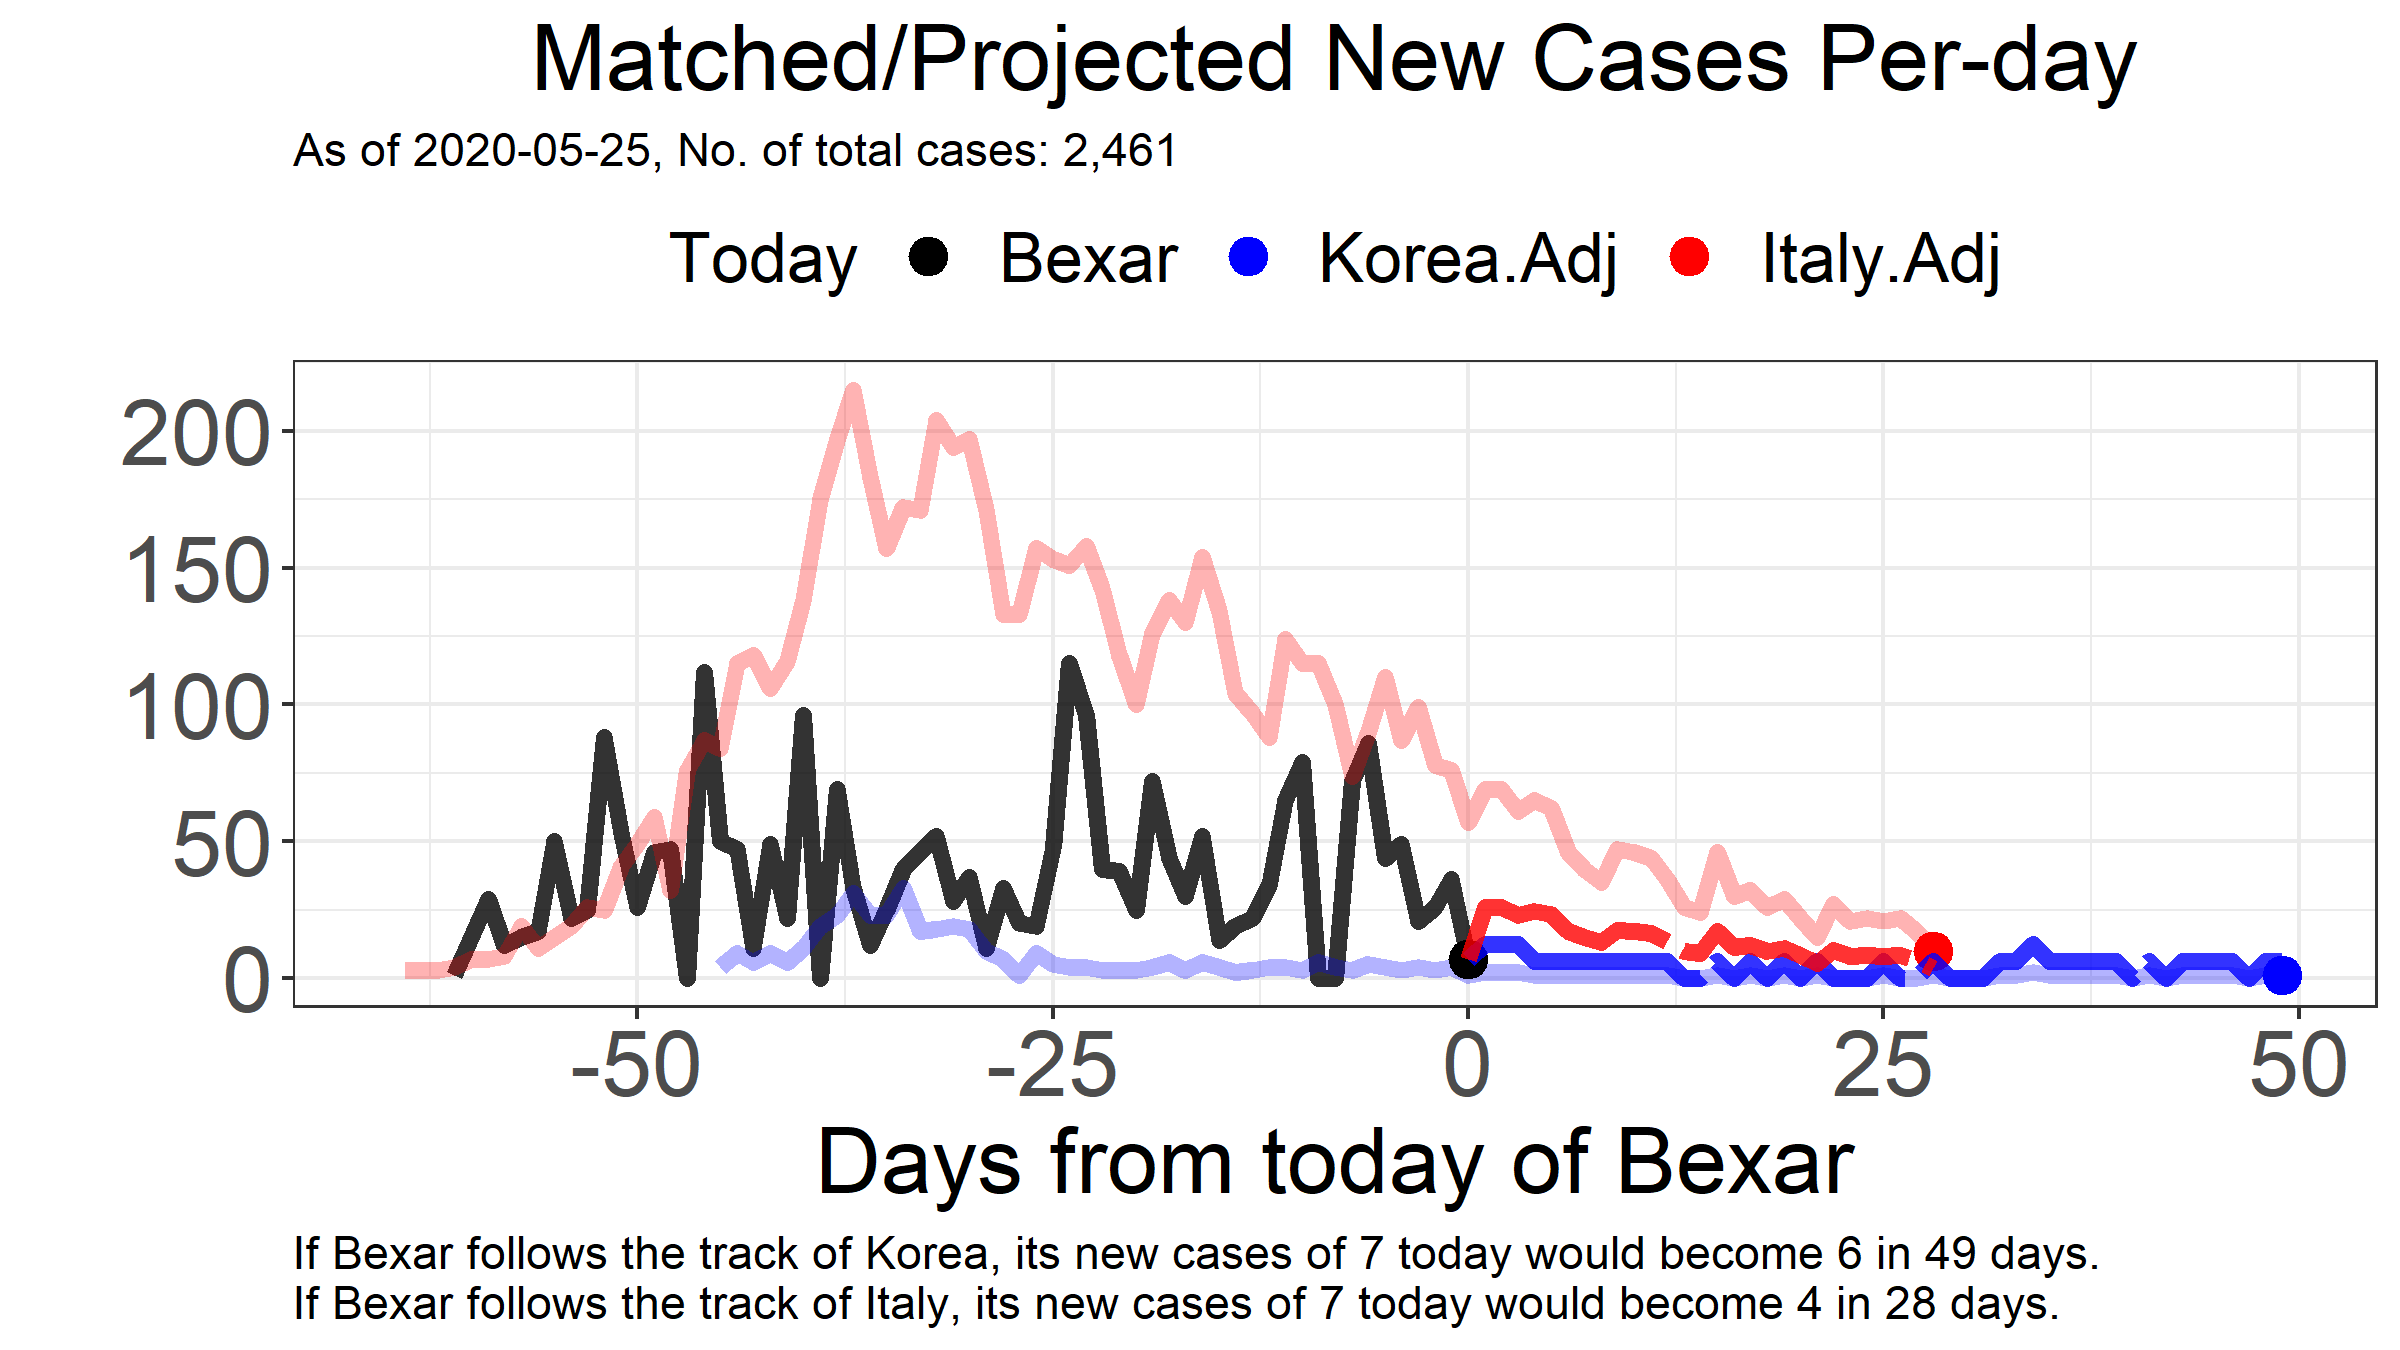 Matched/Projected New Cases Per-day
As of 2020-05-25, No. of total cases: 2,461
Today Bexar Korea.Adj Italy.Adj
200
150
100
50
0
-50 -25 0 25 50
Days from today of Bexar
If Bexar follows the track of Korea, its new cases of 7 today would become 6 in 49 days.
If Bexar follows the track of Italy, its new cases of 7 today would become 4 in 28 days.